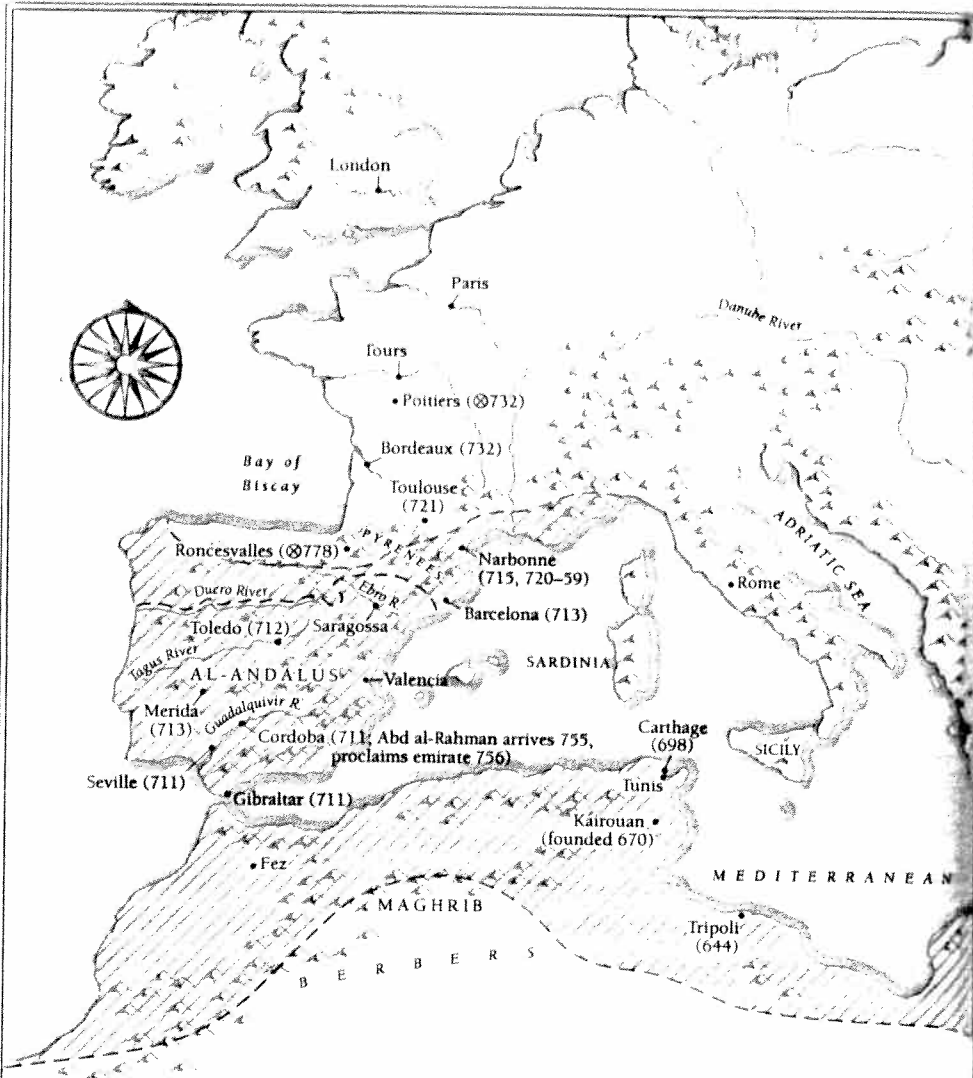 London
Paris
Danube River
Tours
Poitiers (⊗732)
Bordeaux (732)
Bay of
Biscay
Toulouse
(721)
PYRENEES
ADRIATIC SEA
Roncesvalles (⊗778)
Narbonne
(715, 720–59)
Rome
Duero River
Ebro R.
Barcelona (713)
Toledo (712)
Saragossa
SARDINIA
Tagus River
AL-ANDALUS
Valencia
Merida
(713)
Guadalquivir R.
Cordoba (711; Abd al-Rahman arrives 755,
proclaims emirate 756)
Carthage
(698)
SICILY
Seville (711)
Tunis
Gibraltar (711)
Kairouan
(founded 670)
Fez
MEDITERRANEAN
MAGHRIB
Tripoli
(644)
BERBERS